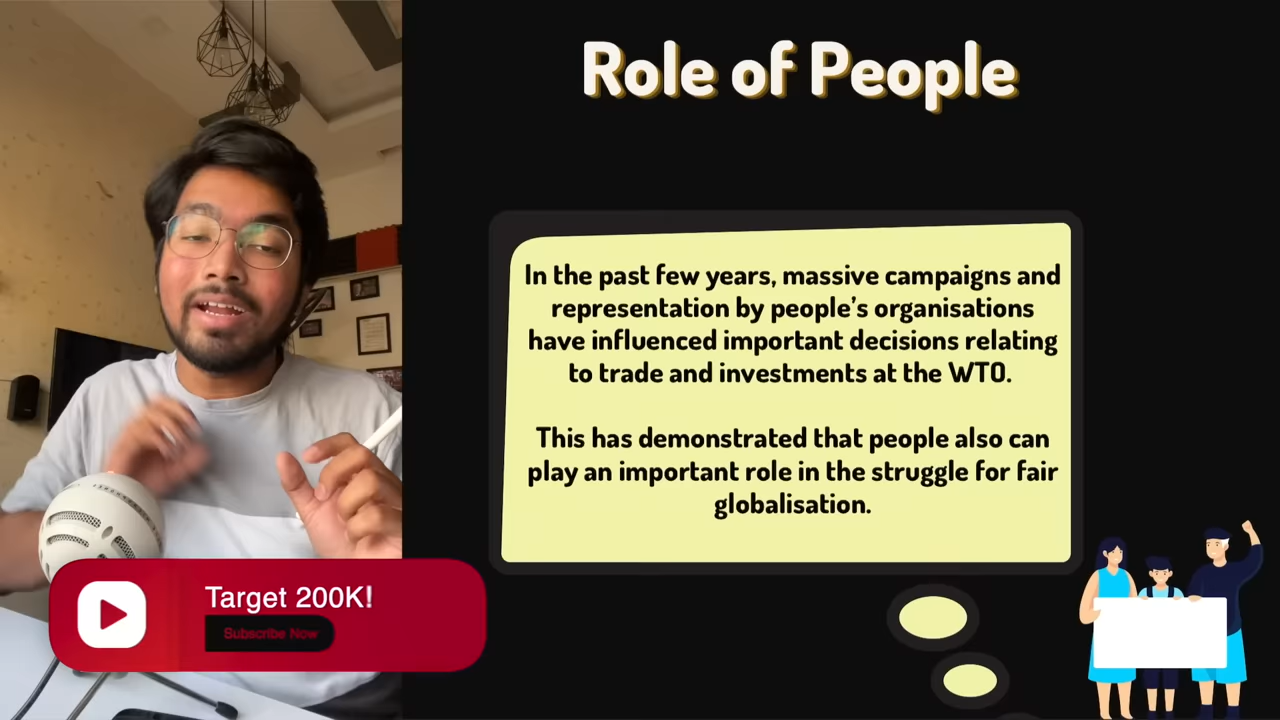 Role of People
In the past few years, massive campaigns and
representation by people's organisations
have influenced important decisions relating
to trade and investments at the WTO.
This has demonstrated that people also can
play an important role in the struggle for fair
globalisation.
Target 200K!
Subscribe Now